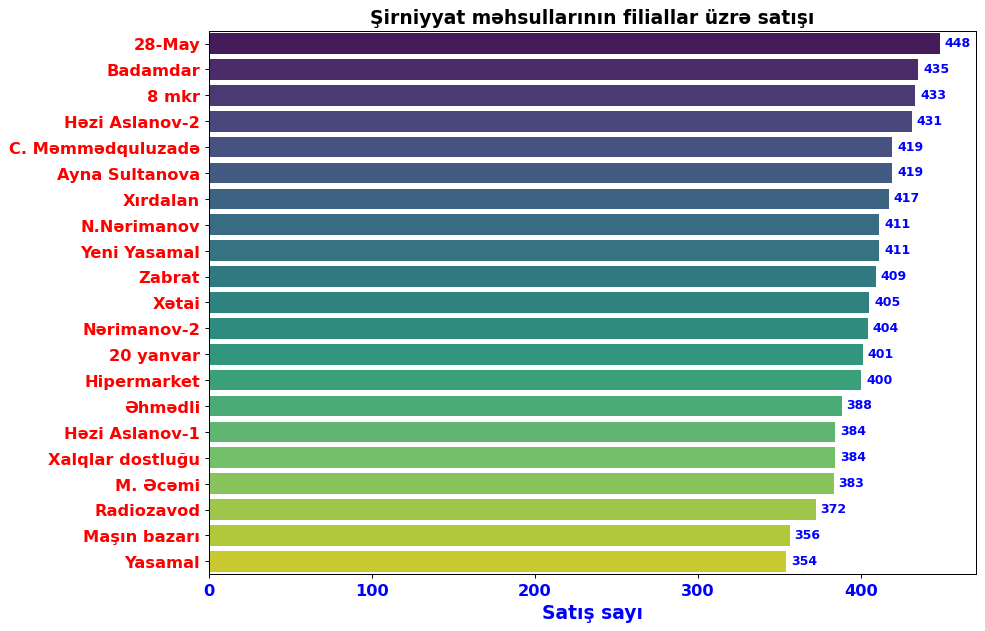 Şirniyyat məhsullarının filiallar üzrə satışı
28-May 448
Badamdar 435
8 mkr 433
Həzi Aslanov-2 431
C. Məmmədquluzadə 419
Ayna Sultanova 419
Xırdalan 417
N.Nərimanov 411
Yeni Yasamal 411
Zabrat 409
Xətai 405
Nərimanov-2 404
20 yanvar 401
Hipermarket 400
Əhmədli 388
Həzi Aslanov-1 384
Xalqlar dostluğu 384
M. Əcəmi 383
Radiozavod 372
Maşın bazarı 356
Yasamal 354
0 100 200 300 400
Satış sayı